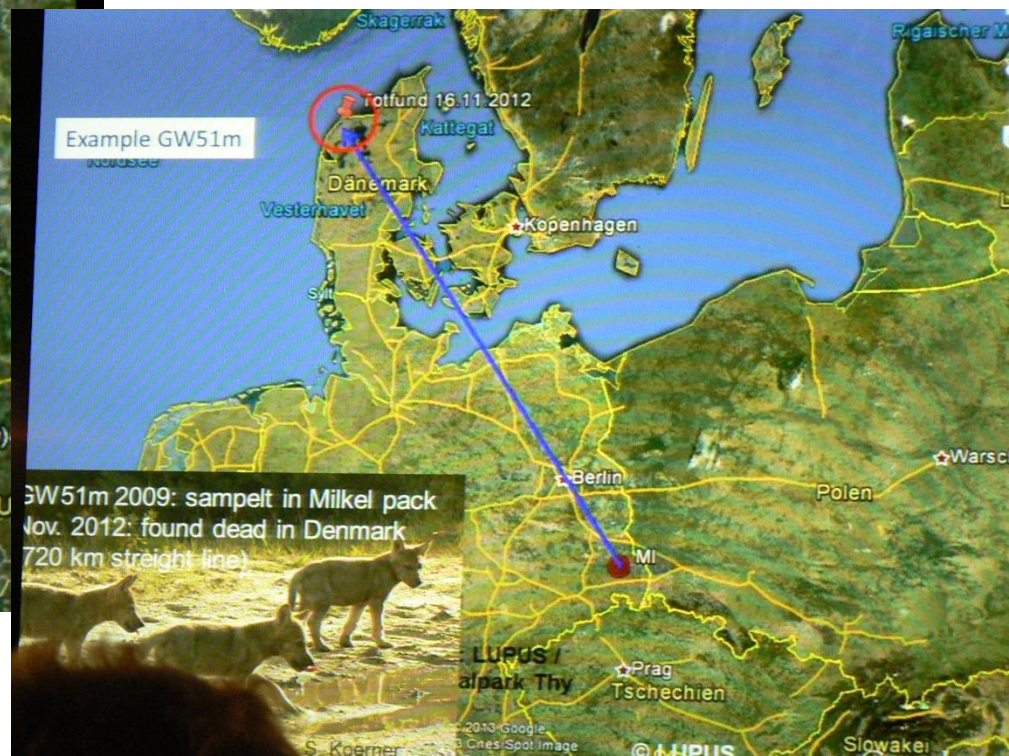 Skagerrak
Rigaischer M
Totfund 16.11.2012
Example GW51m
Kattegat
Nordsee
Dänemark
Vesterhavet
Kopenhagen
Sylt
Warsch
Berlin
Polen
GW51m 2009: sampelt in Milkel pack
Nov. 2012: found dead in Denmark
720 km streight line)
MI
LUPUS /
alpark Thy
Prag
Tschechien
2013 Google
3 Cnes/Spot Image
S. Koerner
© LUPUS
Slowakei